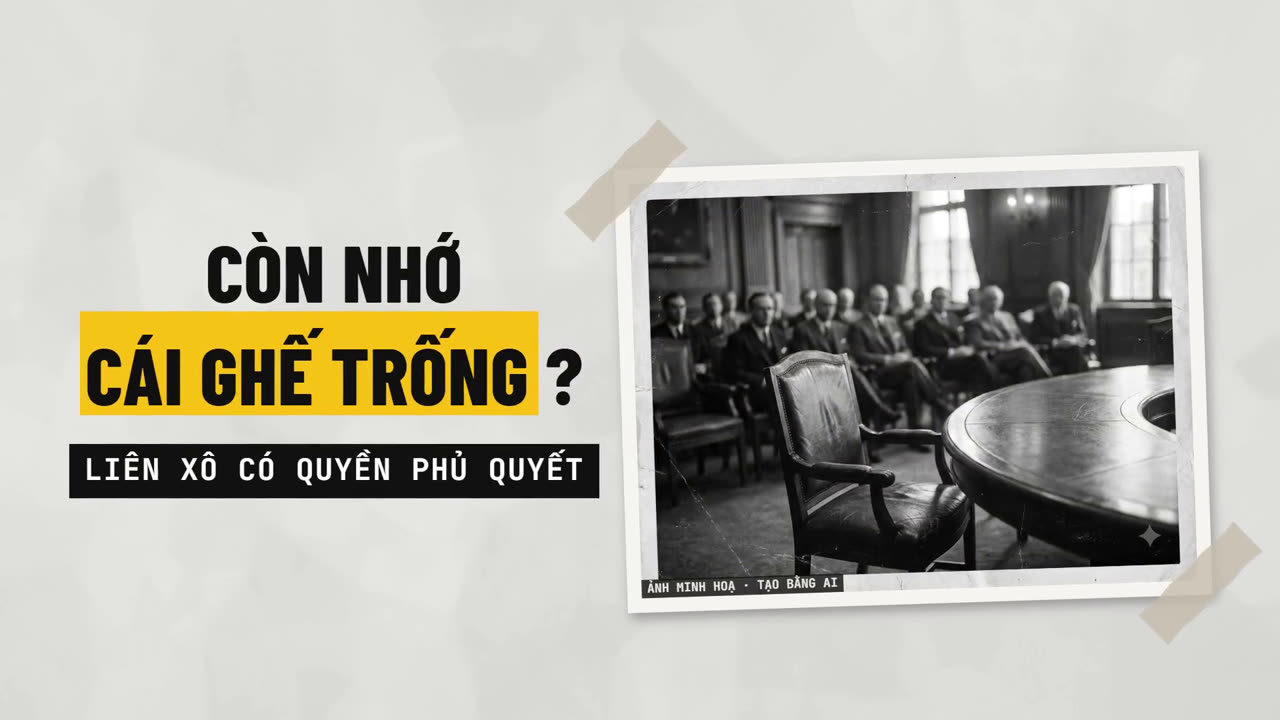 CÒN NHỚ
CÁI GHẾ TRỐNG ?
LIÊN XÔ CÓ QUYỀN PHỦ QUYẾT
ẢNH MINH HOẠ · TẠO BẰNG AI